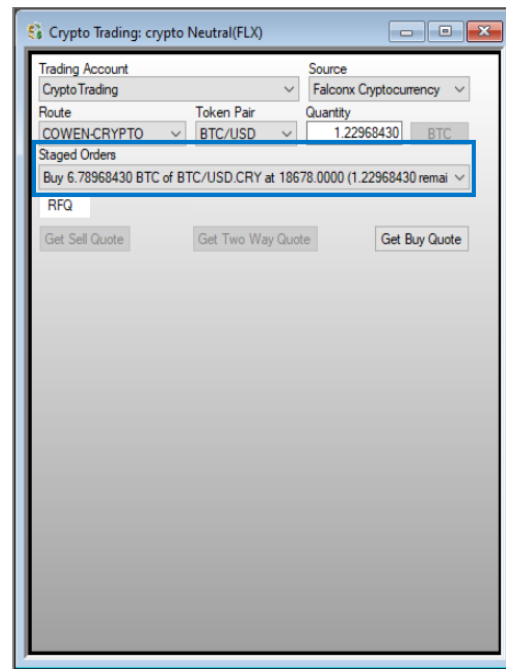 Crypto Trading: crypto Neutral(FLX)
Trading Account Source
CryptoTrading Falconx Cryptocurrency
Route Token Pair Quantity
COWEN-CRYPTO BTC/USD 1.22968430 BTC
Staged Orders
Buy 6.78968430 BTC of BTC/USD.CRY at 18678.0000 (1.22968430 remai
RFQ
Get Sell Quote Get Two Way Quote Get Buy Quote